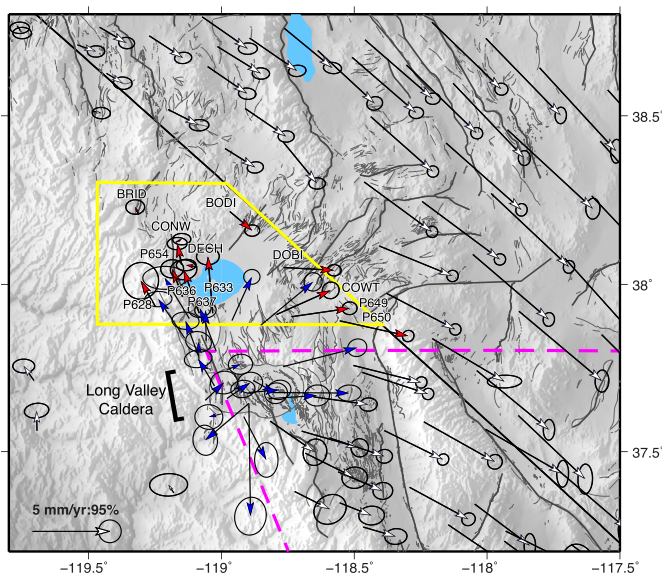 38.5˚
BRID
BODI
CONW
DECH
P654
DOBI
38˚
P636
P633
COWT
P628
P637
P649
P650
Long Valley
Caldera
37.5˚
5 mm/yr:95%
−119.5˚
−119˚
−118.5˚
−118˚
−117.5˚